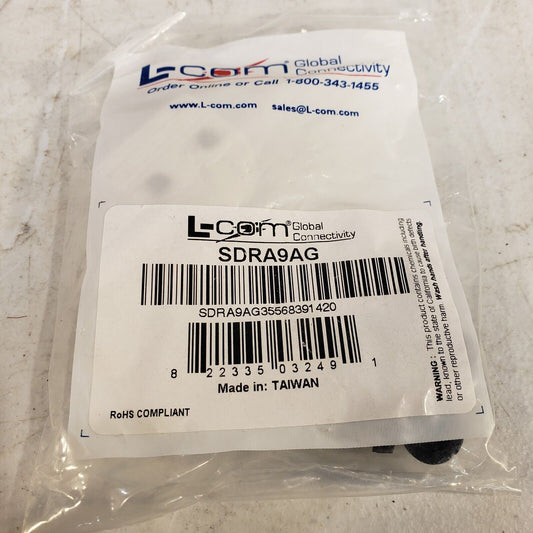 L-com® Global Connectivity
Order Online or Call 1-800-343-1455
www.L-com.com sales@L-com.com
L-com® Global Connectivity
SDRA9AG
SDRA9AG35568391420
8 22335 03249 1
Made in: TAIWAN
RoHS COMPLIANT
WARNING: This product contains chemicals including
lead, known to the state of California to cause birth defects
or other reproductive harm. Wash hands after handling.